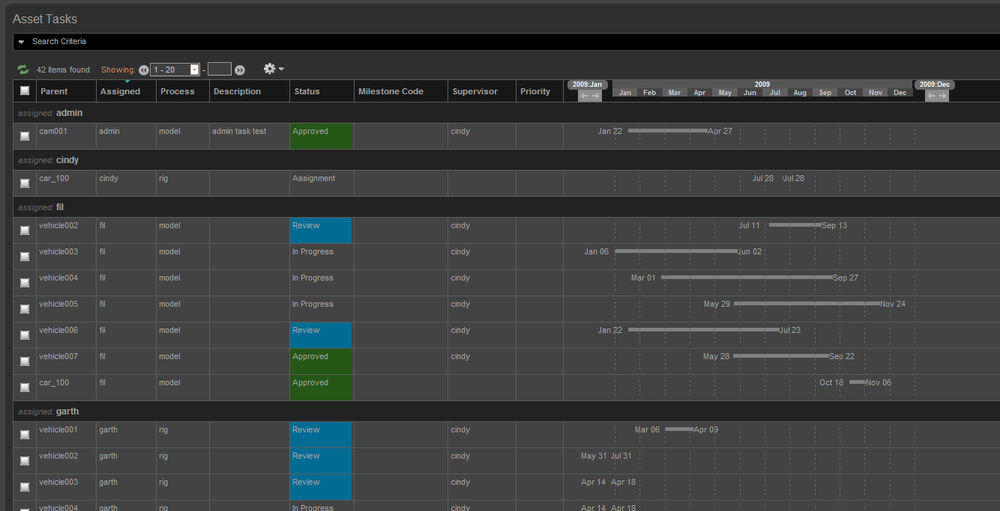 Asset Tasks
Search Criteria
42 items found Showing: 1 - 20 -
Parent Assigned Process Description Status Milestone Code Supervisor Priority 2009:Jan 2009 2009:Dec
Jan Feb Mar Apr May Jun Jul Aug Sep Oct Nov Dec
assigned: admin
cam001 admin model admin task test Approved cindy Jan 22 Apr 27
assigned: cindy
car_100 cindy rig Assignment Jul 28 Jul 28
assigned: fil
vehicle002 fil model Review cindy Jul 11 Sep 13
vehicle003 fil model In Progress cindy Jan 06 Jun 02
vehicle004 fil model In Progress cindy Mar 01 Sep 27
vehicle005 fil model In Progress cindy May 29 Nov 24
vehicle006 fil model Review cindy Jan 22 Jul 23
vehicle007 fil model Approved cindy May 28 Sep 22
car_100 fil model Approved Oct 18 Nov 06
assigned: garth
vehicle001 garth rig Review cindy Mar 06 Apr 09
vehicle002 garth rig Review cindy May 31 Jul 31
vehicle003 garth rig Review cindy Apr 14 Apr 18
vehicle004 garth rig In Progress cindy Apr 14 Apr 18